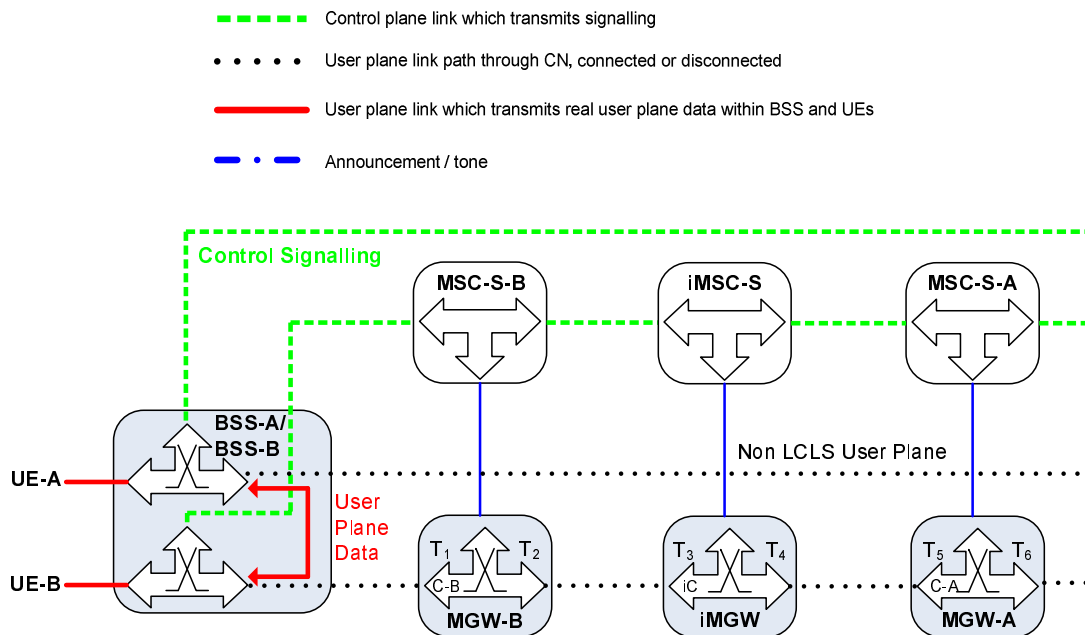 Control plane link which transmits signalling
User plane link path through CN, connected or disconnected
User plane link which transmits real user plane data within BSS and UEs
Announcement / tone
Control Signalling
MSC-S-B
iMSC-S
MSC-S-A
BSS-A/
BSS-B
Non LCLS User Plane
UE-A
User
Plane
Data
UE-B
T1
T2
C-B
MGW-B
T3
T4
iC
iMGW
T5
T6
C-A
MGW-A